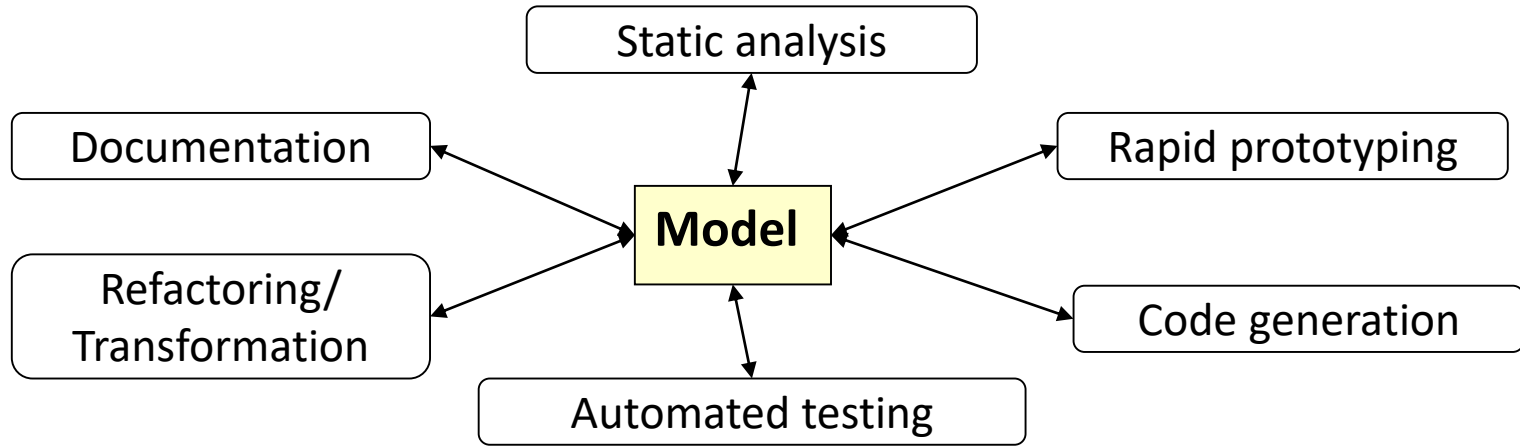 Static analysis
Documentation
Rapid prototyping
Model
Refactoring/
Transformation
Code generation
Automated testing